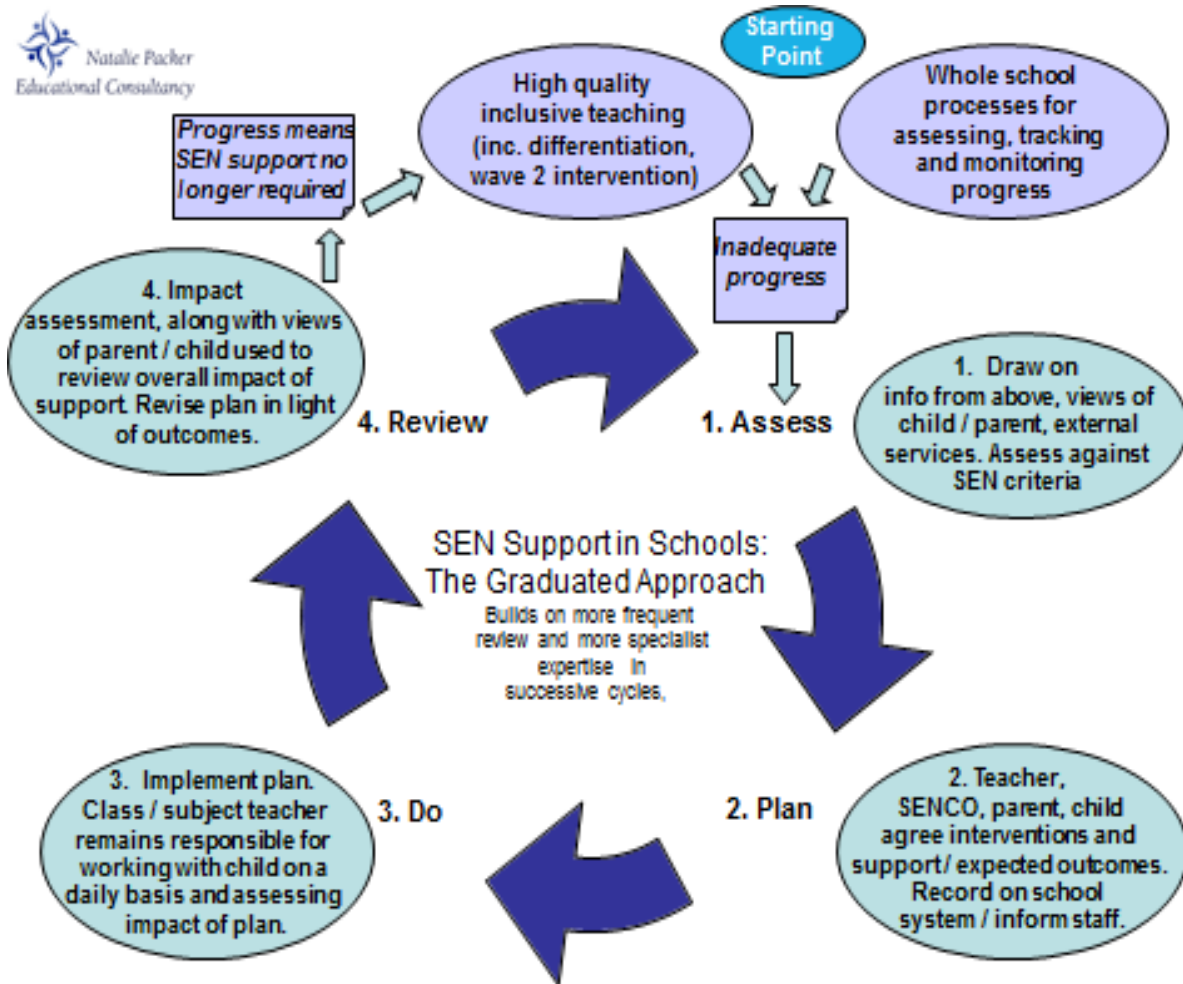 Natalie Packer
Educational Consultancy
Starting
Point
High quality
inclusive teaching
(inc. differentiation,
wave 2 intervention)
Whole school
processes for
assessing, tracking
and monitoring
progress
Progress means
SEN support no
longer required
Inadequate
progress
4. Impact
assessment, along with views
of parent / child used to
review overall impact of
support. Revise plan in light
of outcomes.
4. Review
1. Assess
1. Draw on
info from above, views of
child / parent, external
services. Assess against
SEN criteria
SEN Support in Schools:
The Graduated Approach
Builds on more frequent
review and more specialist
expertise in
successive cycles,
3. Implement plan.
Class / subject teacher
remains responsible for
working with child on a
daily basis and assessing
impact of plan.
3. Do
2. Plan
2. Teacher,
SENCO, parent, child
agree interventions and
support / expected outcomes.
Record on school
system / inform staff.